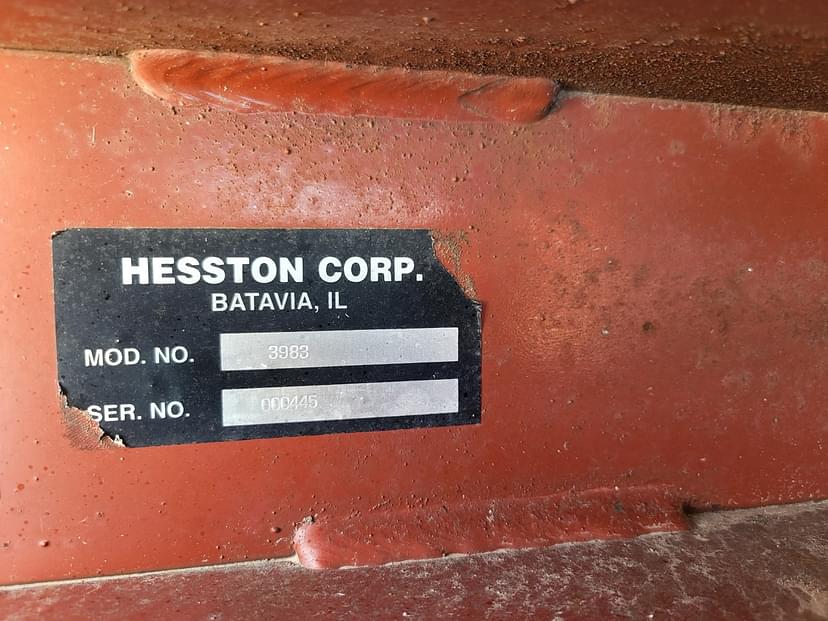 HESSTON CORP.
BATAVIA, IL
MOD. NO. 3983
SER. NO. 000445